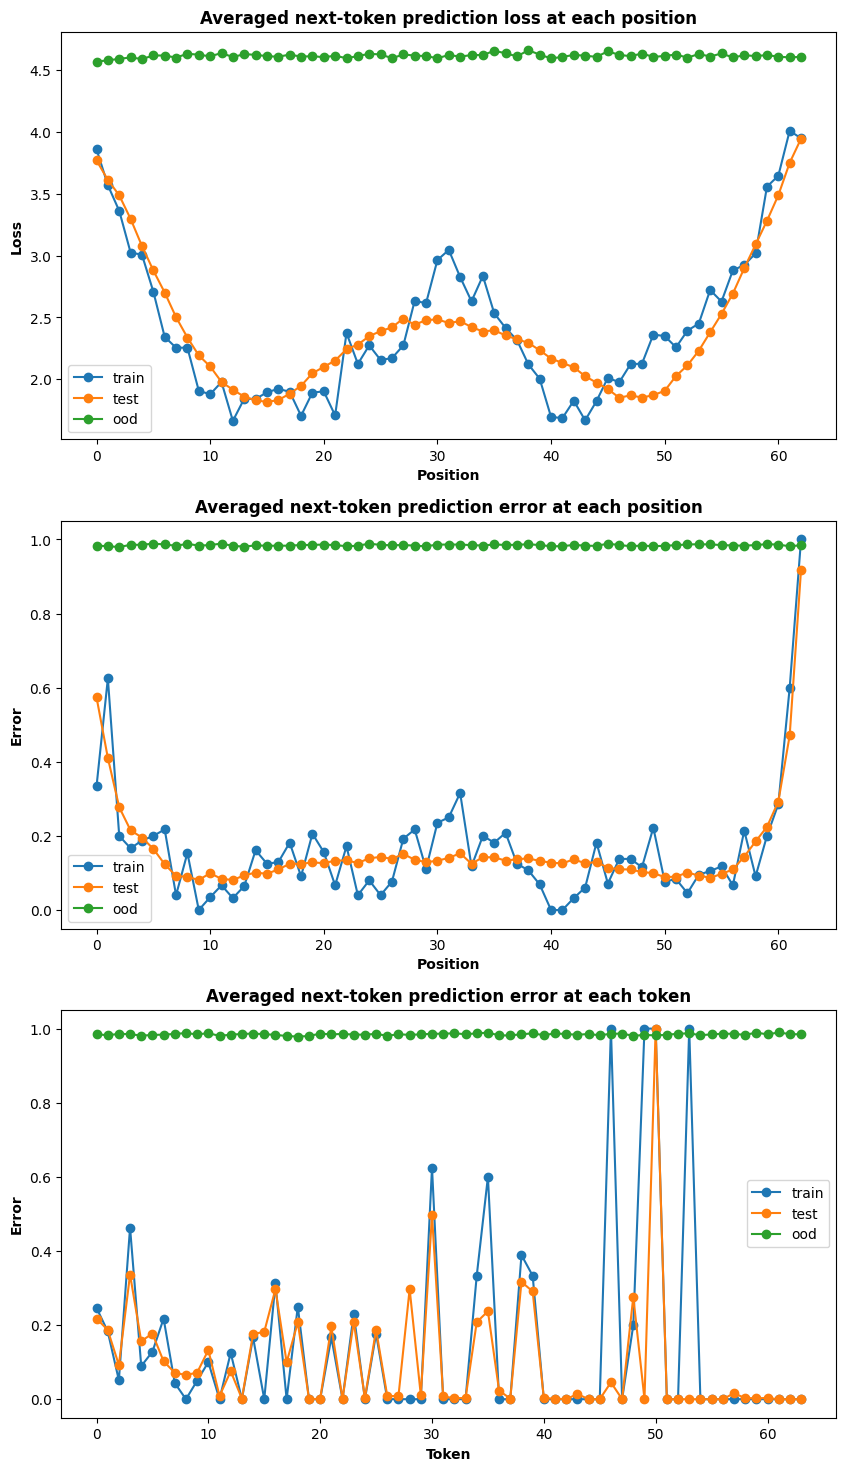 Averaged next-token prediction loss at each position
4.5
4.0
3.5
3.0
2.5
2.0
Loss
train
test
ood
0 10 20 30 40 50 60
Position
Averaged next-token prediction error at each position
1.0
0.8
0.6
0.4
0.2
0.0
Error
train
test
ood
0 10 20 30 40 50 60
Position
Averaged next-token prediction error at each token
1.0
0.8
0.6
0.4
0.2
0.0
Error
train
test
ood
0 10 20 30 40 50 60
Token